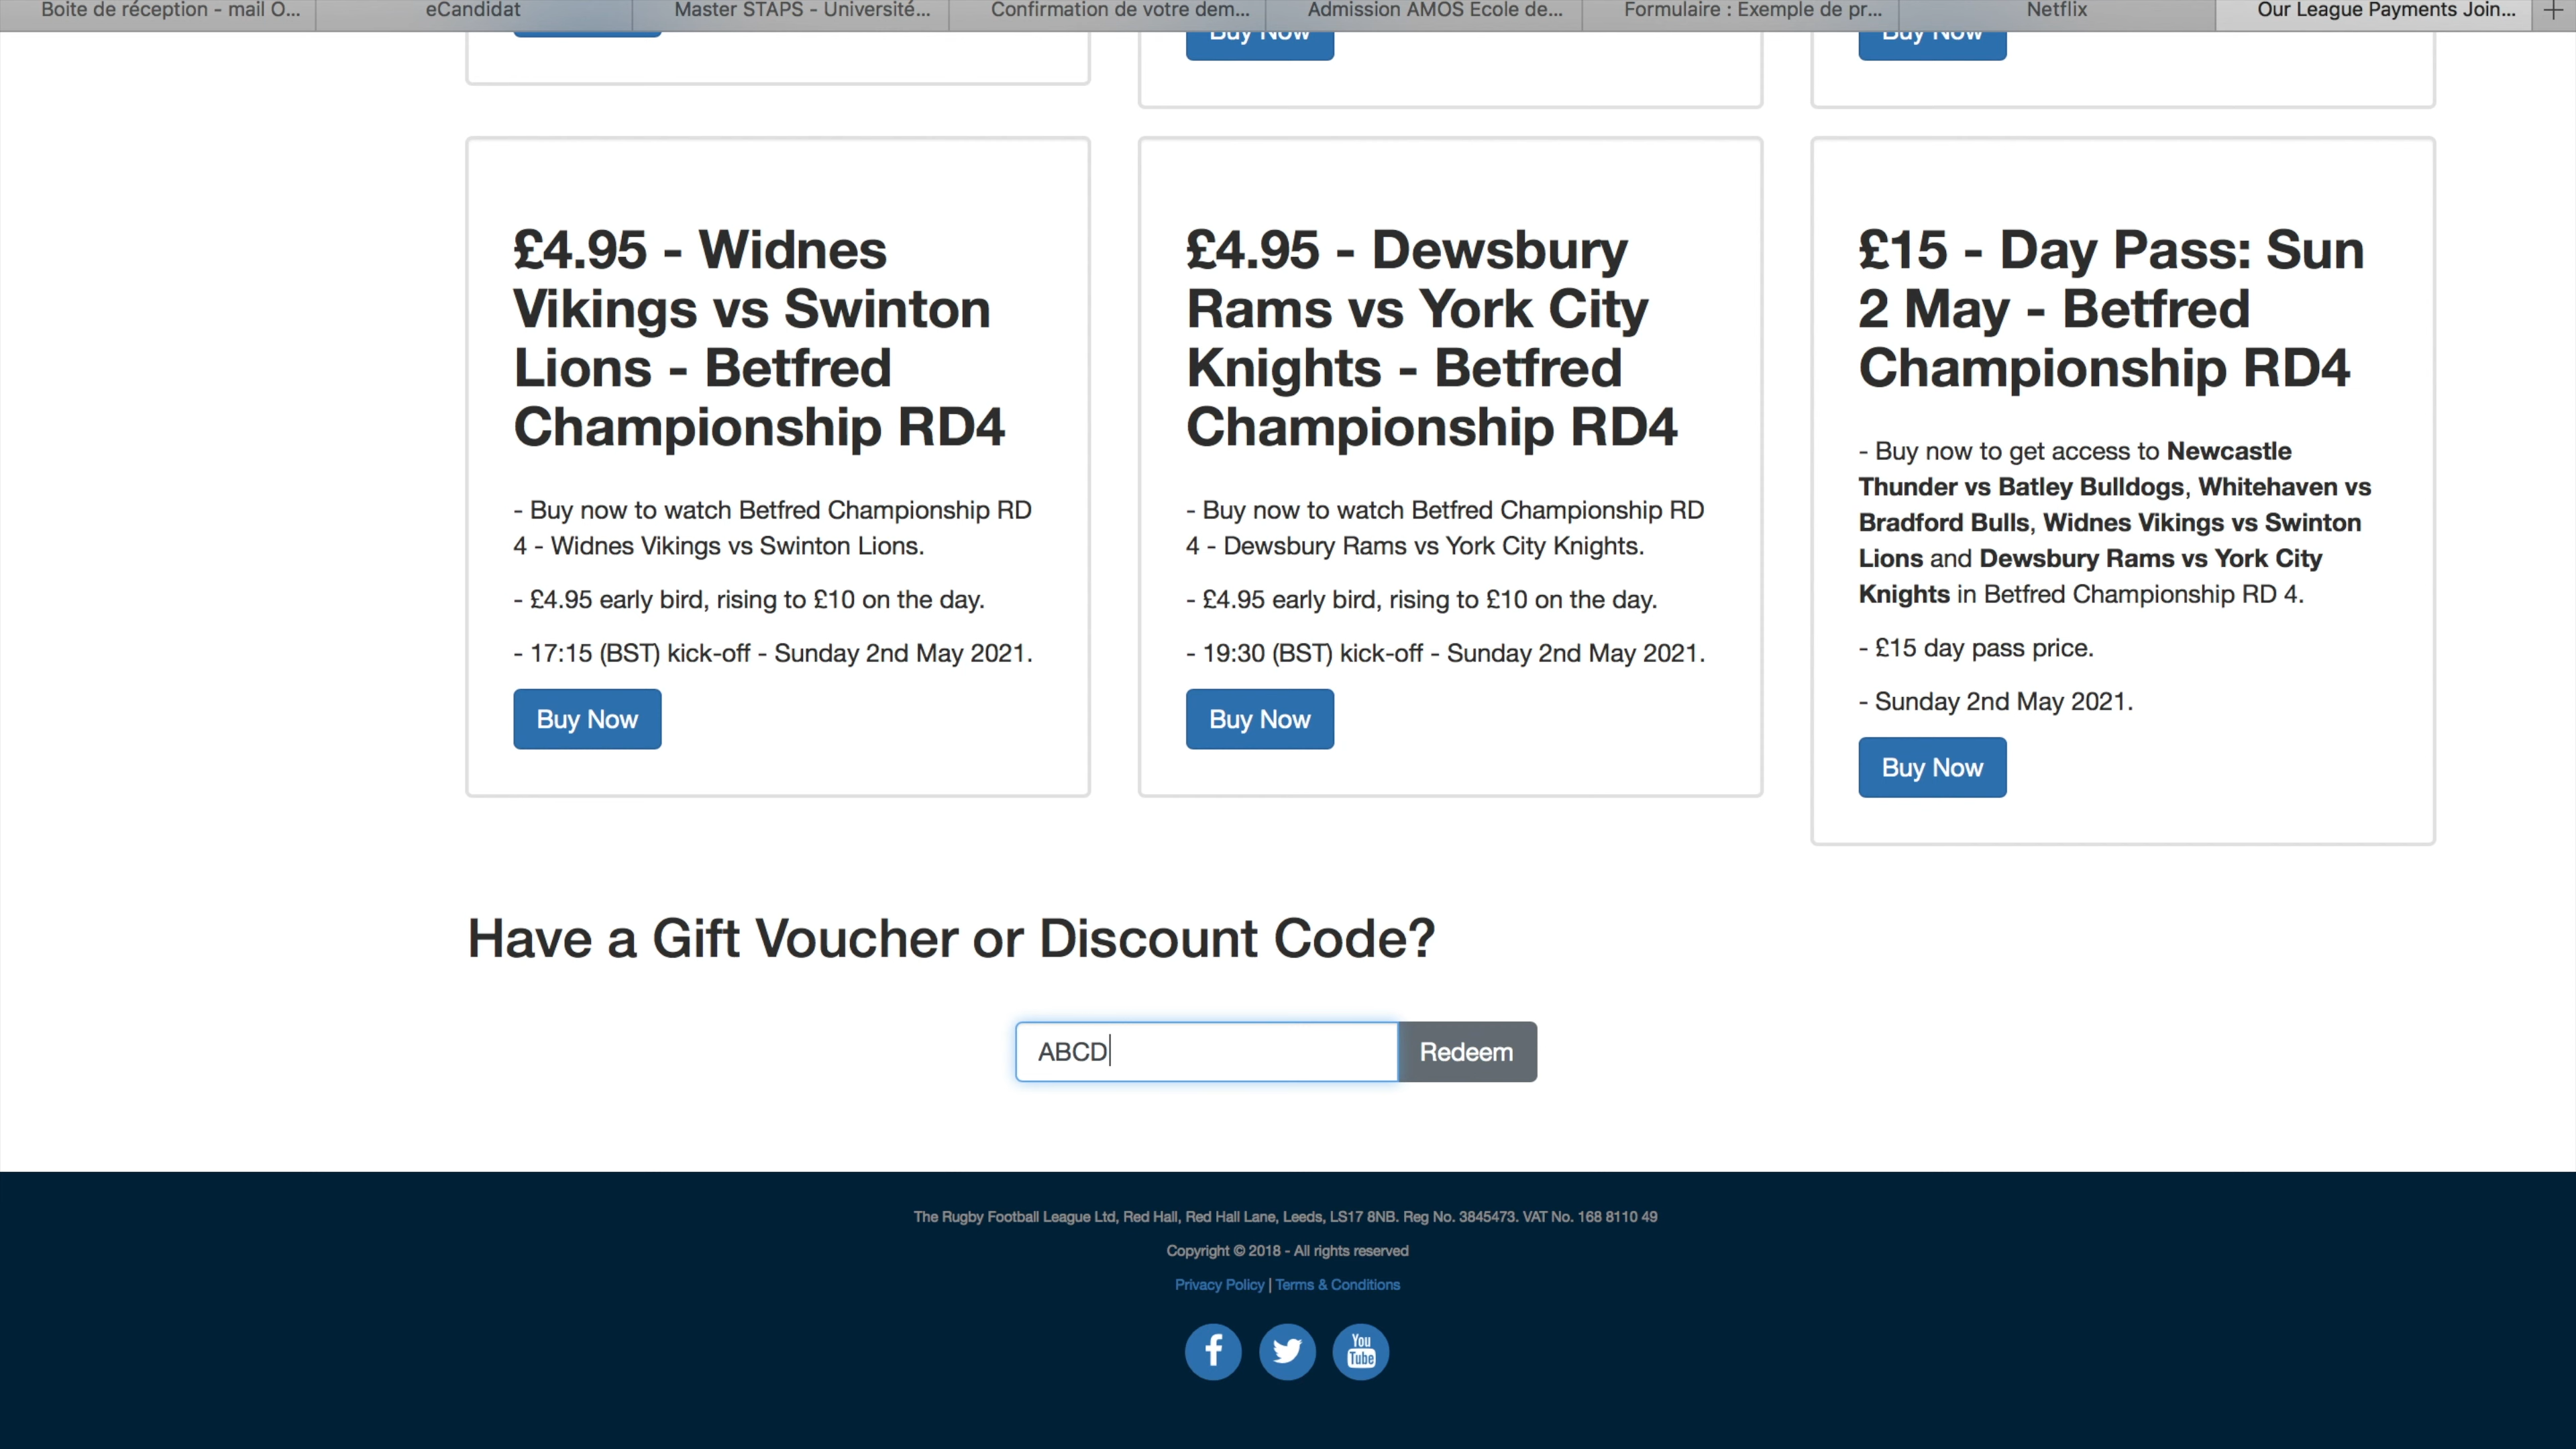 Boite de réception - mail O...
eCandidat
Master STAPS - Université...
Confirmation de votre dem...
Admission AMOS Ecole de...
Formulaire : Exemple de pr...
Netflix
Our League Payments Join...
Buy Now
Buy Now
£4.95 - Widnes
Vikings vs Swinton
Lions - Betfred
Championship RD4
- Buy now to watch Betfred Championship RD
4 - Widnes Vikings vs Swinton Lions.
- £4.95 early bird, rising to £10 on the day.
- 17:15 (BST) kick-off - Sunday 2nd May 2021.
Buy Now
£4.95 - Dewsbury
Rams vs York City
Knights - Betfred
Championship RD4
- Buy now to watch Betfred Championship RD
4 - Dewsbury Rams vs York City Knights.
- £4.95 early bird, rising to £10 on the day.
- 19:30 (BST) kick-off - Sunday 2nd May 2021.
Buy Now
£15 - Day Pass: Sun
2 May - Betfred
Championship RD4
- Buy now to get access to Newcastle
Thunder vs Batley Bulldogs, Whitehaven vs
Bradford Bulls, Widnes Vikings vs Swinton
Lions and Dewsbury Rams vs York City
Knights in Betfred Championship RD 4.
- £15 day pass price.
- Sunday 2nd May 2021.
Buy Now
Have a Gift Voucher or Discount Code?
ABCD
Redeem
The Rugby Football League Ltd, Red Hall, Red Hall Lane, Leeds, LS17 8NB. Reg No. 3845473. VAT No. 168 8110 49
Copyright © 2018 - All rights reserved
Privacy Policy | Terms & Conditions
You
Tube